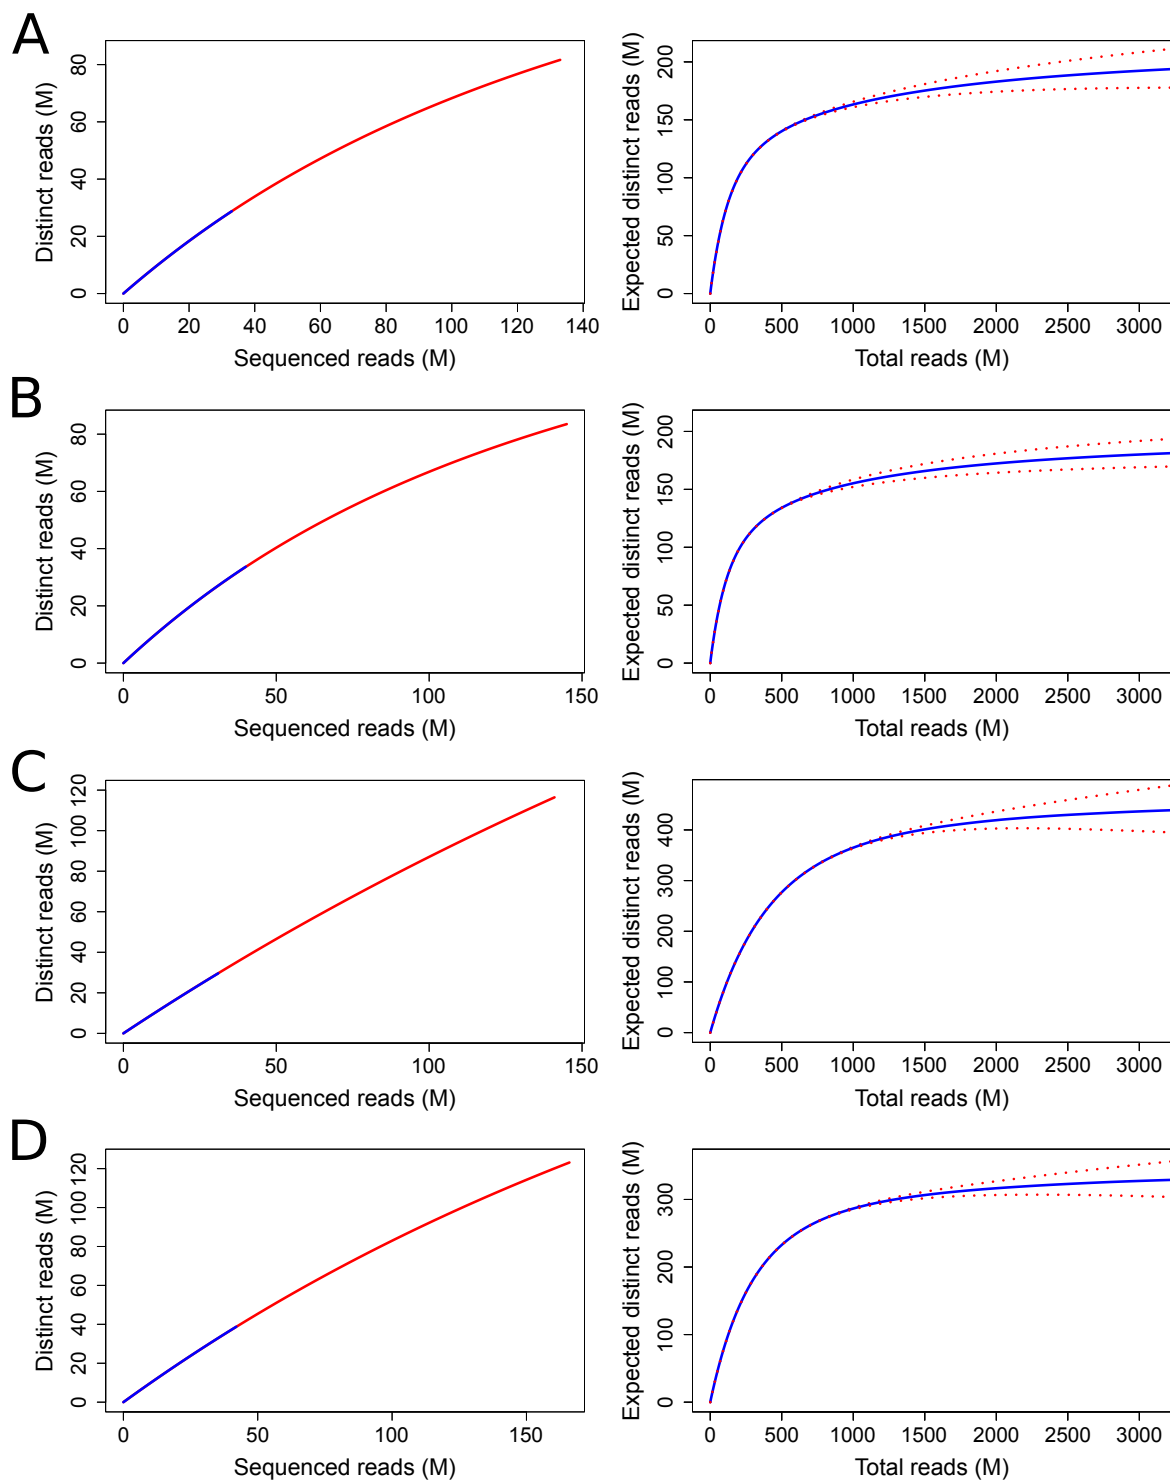 A
Distinct reads (M)
0 20 40 60 80
0 20 40 60 80 100 120 140
Sequenced reads (M)
Expected distinct reads (M)
0 50 100 150 200
0 500 1000 1500 2000 2500 3000
Total reads (M)
B
Distinct reads (M)
0 20 40 60 80
0 50 100 150
Sequenced reads (M)
Expected distinct reads (M)
0 50 100 150 200
0 500 1000 1500 2000 2500 3000
Total reads (M)
C
Distinct reads (M)
0 20 40 60 80 100 120
0 50 100 150
Sequenced reads (M)
Expected distinct reads (M)
0 100 200 300 400
0 500 1000 1500 2000 2500 3000
Total reads (M)
D
Distinct reads (M)
0 20 40 60 80 100 120
0 50 100 150
Sequenced reads (M)
Expected distinct reads (M)
0 100 200 300
0 500 1000 1500 2000 2500 3000
Total reads (M)